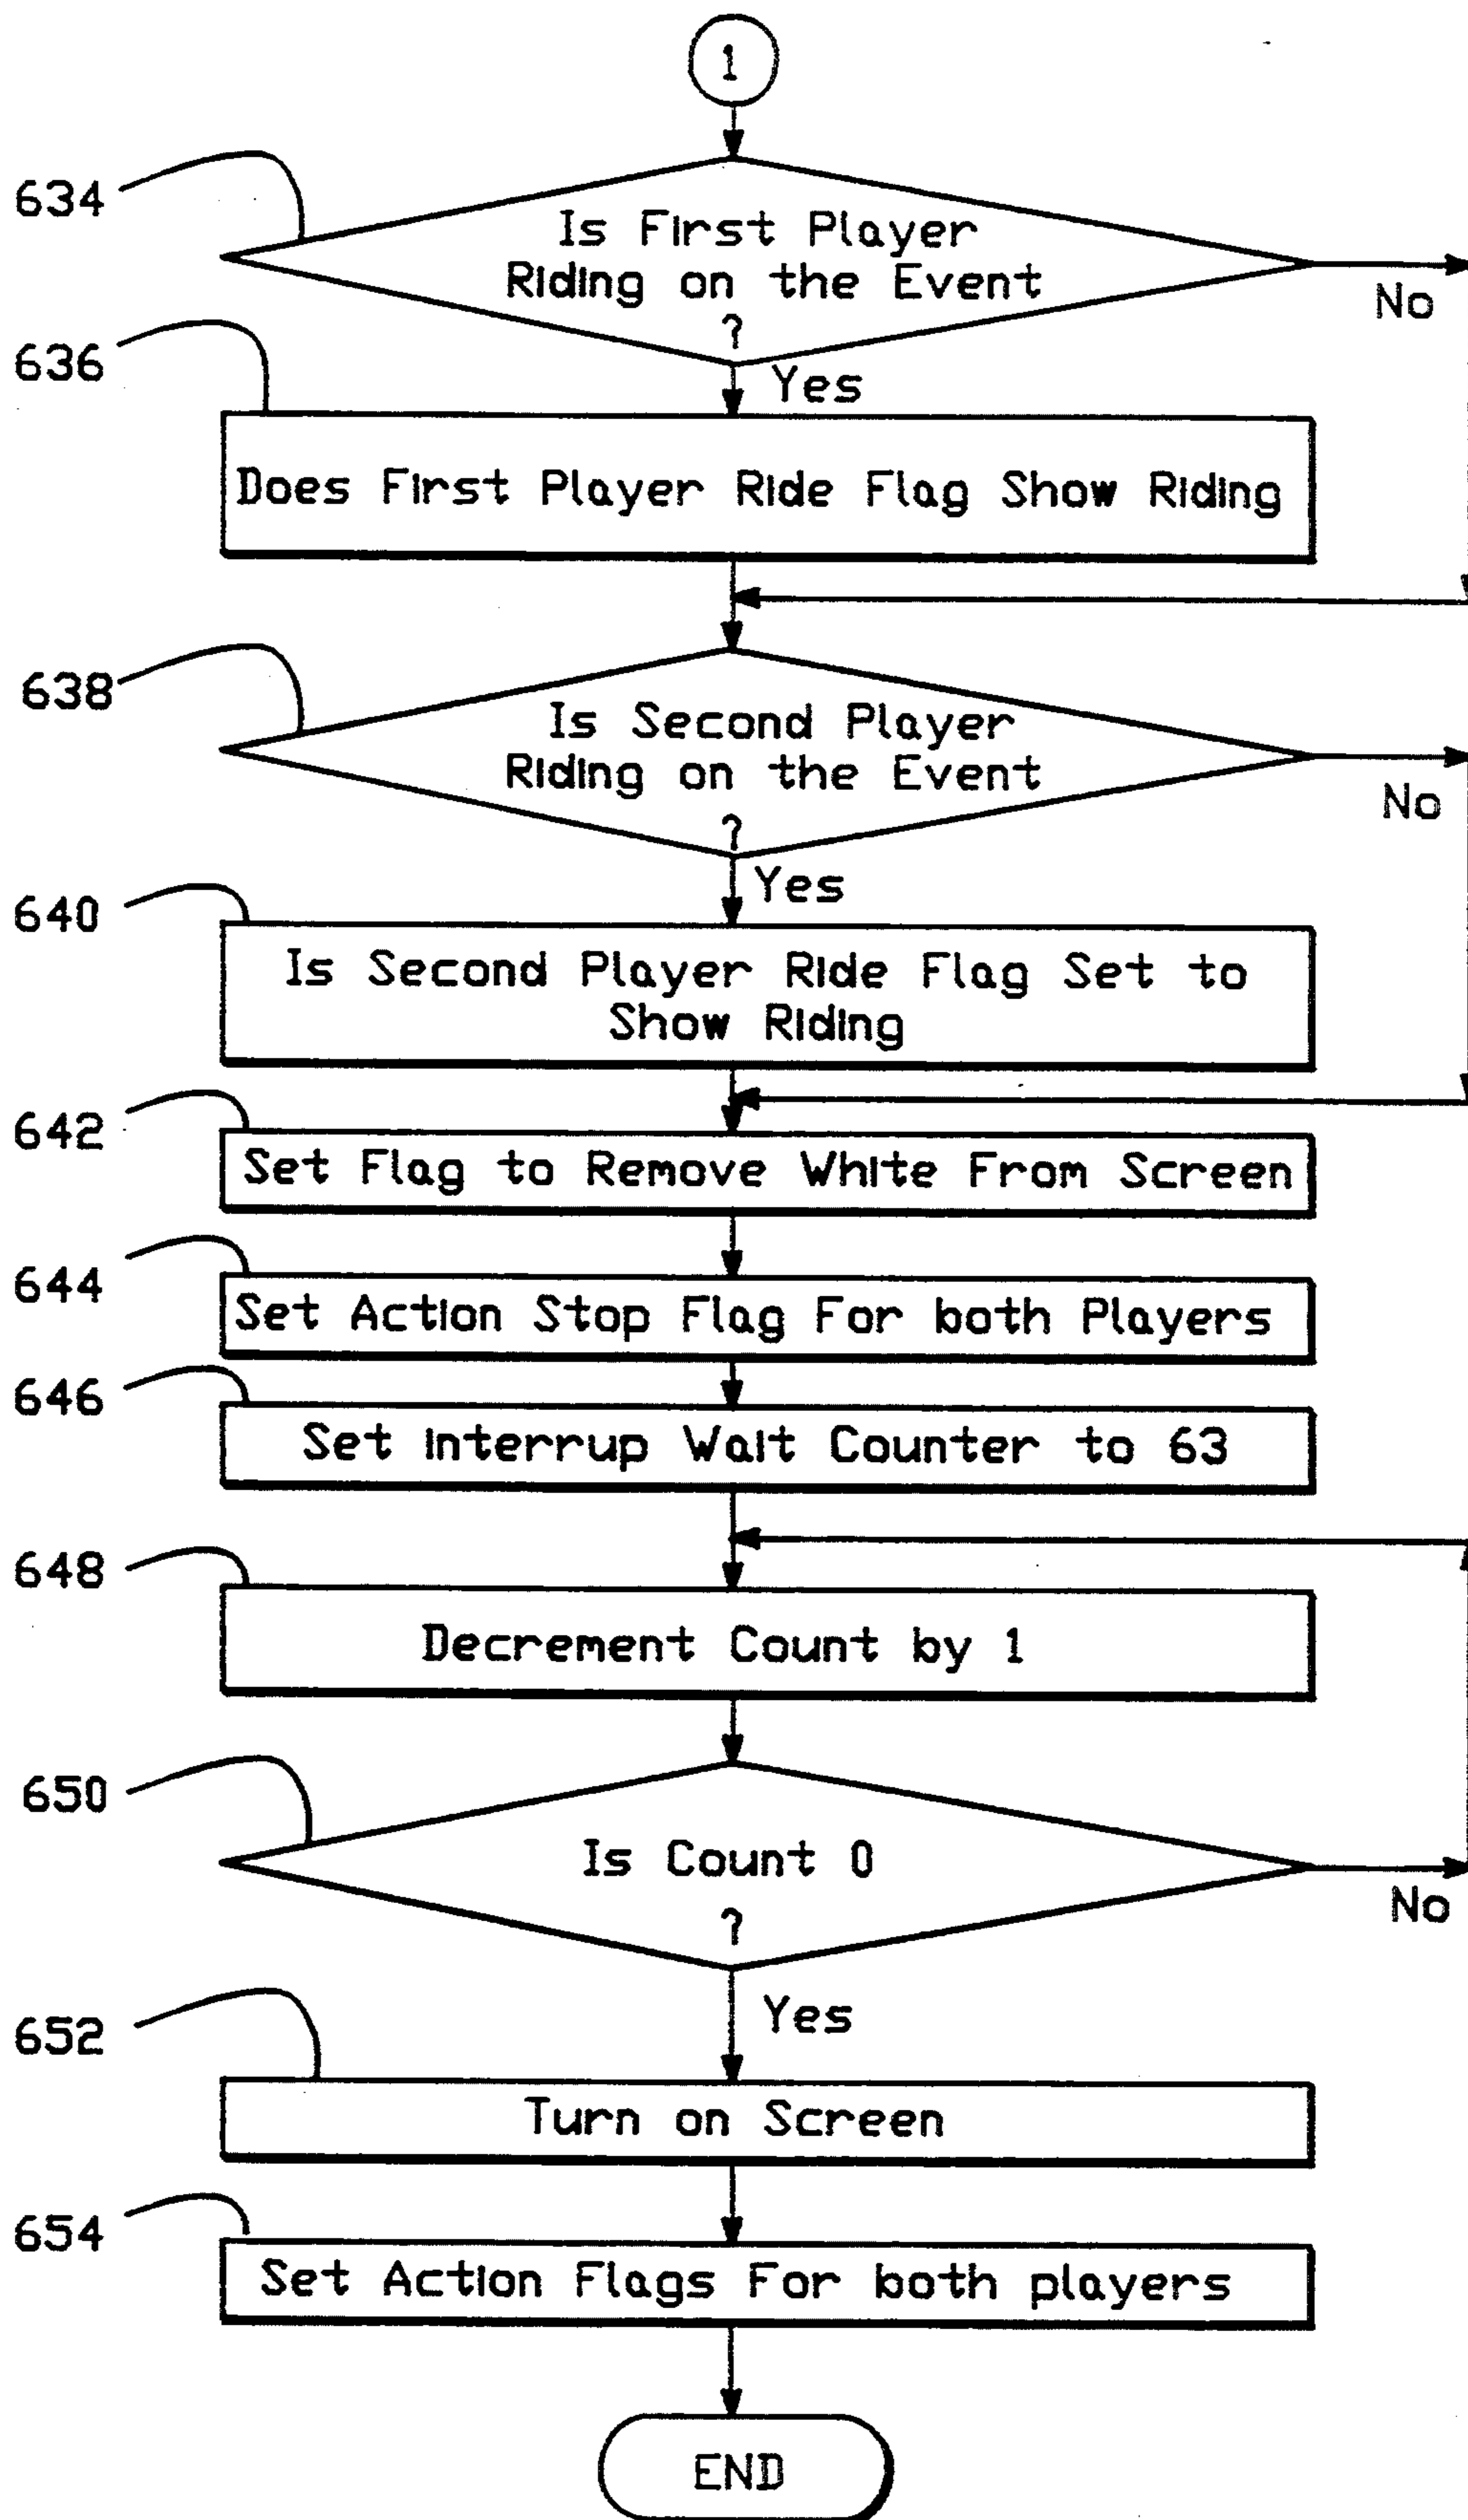 1
634
Is First Player
Riding on the Event
?
No
Yes
636
Does First Player Ride Flag Show Riding
638
Is Second Player
Riding on the Event
?
No
Yes
640
Is Second Player Ride Flag Set to
Show Riding
642
Set Flag to Remove White From Screen
644
Set Action Stop Flag For both Players
646
Set Interrup Wait Counter to 63
648
Decrement Count by 1
650
Is Count 0
?
No
Yes
652
Turn on Screen
654
Set Action Flags For both players
END